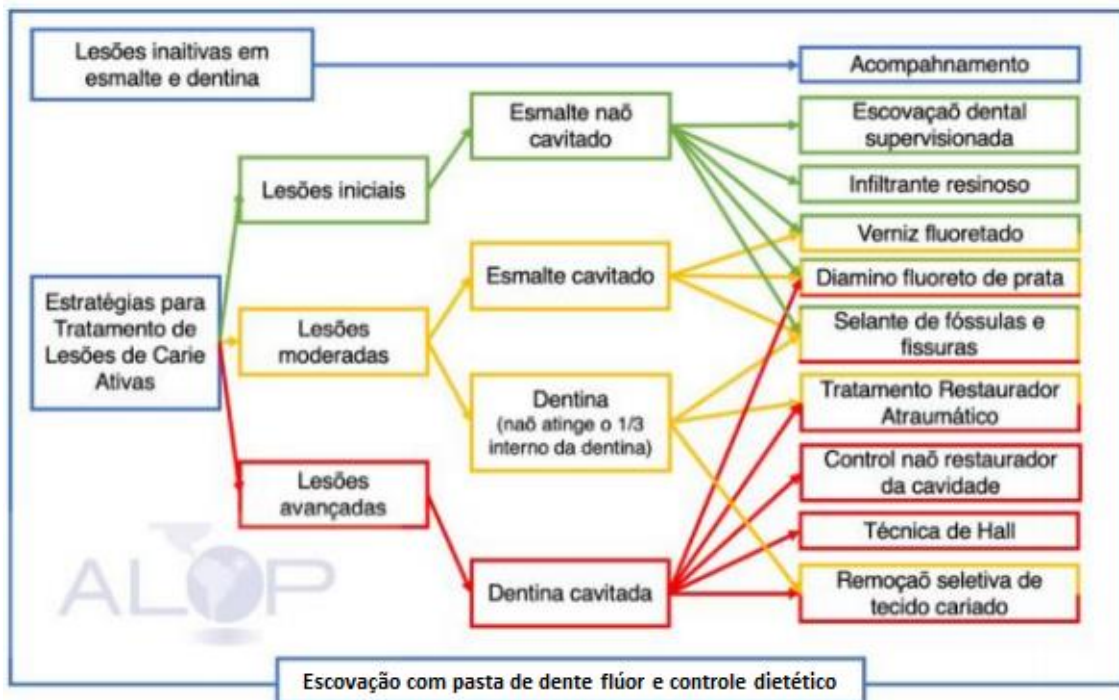 Lesões inaitivas em
esmalte e dentina
Acompahnamento
Esmalte naõ
cavitado
Escovaçaõ dental
supervisionada
Lesões iniciais
Infiltrante resinoso
Verniz fluoretado
Esmalte cavitado
Diamino fluoreto de prata
Estratégias para
Tratamento de
Lesões de Carie
Ativas
Lesões
moderadas
Selante de fóssulas e
fissuras
Dentina
(naõ atinge o 1/3
interno da dentina)
Tratamento Restaurador
Atraumático
Lesões
avançadas
Control naõ restaurador
da cavidade
Técnica de Hall
Dentina cavitada
Remoçaõ seletiva de
tecido cariado
ALOP
Escovação com pasta de dente flúor e controle dietético